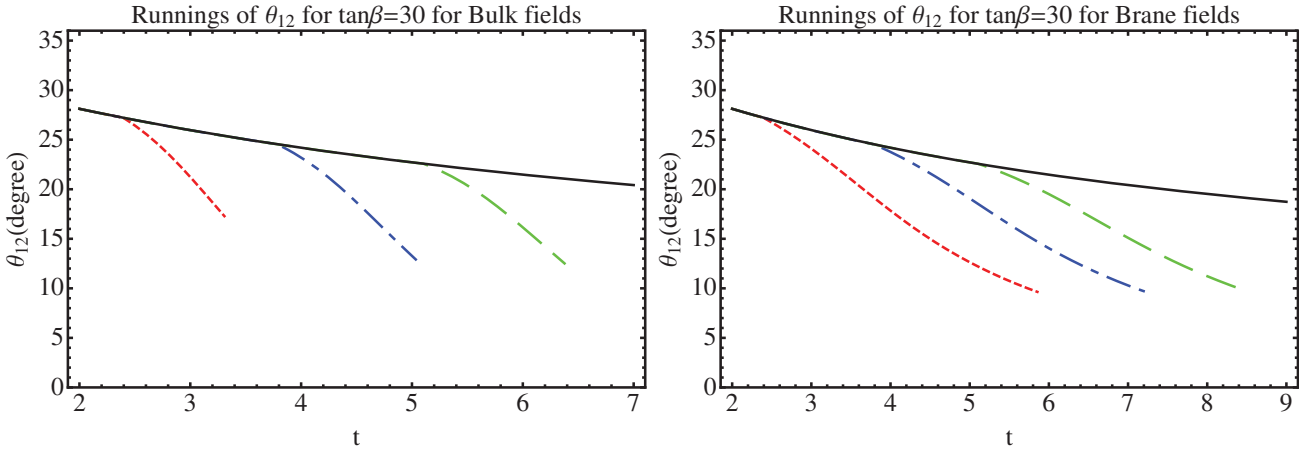 Runnings of θ12 for tanβ=30 for Bulk fields
35
30
25
20
15
10
5
0
θ12(degree)
2 3 4 5 6 7
t
Runnings of θ12 for tanβ=30 for Brane fields
35
30
25
20
15
10
5
0
θ12(degree)
2 3 4 5 6 7 8 9
t